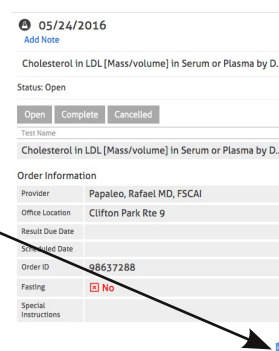 05/24/2016
Add Note
Cholesterol in LDL [Mass/volume] in Serum or Plasma by D..
Status: Open
Open Complete Cancelled
Test Name
Cholesterol in LDL [Mass/volume] in Serum or Plasma by D..
Order Information
Provider Papaleo, Rafael MD, FSCAI
Office Location Clifton Park Rte 9
Result Due Date
Scheduled Date
Order ID 98637288
Fasting No
Special
Instructions